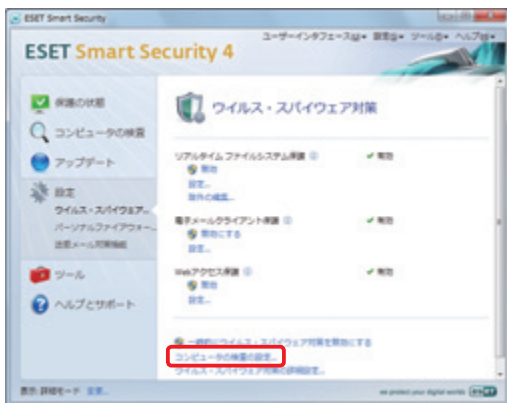 ESET Smart Security
ESET Smart Security 4
ユーザーインタフェース(U)▾ 設定(S)▾ ツール(O)▾ ヘルプ(H)▾
保護の状態
コンピュータの検査
アップデート
設定
ウイルス・スパイウェア...
パーソナルファイアウォー...
迷惑メール対策機能
ツール
ヘルプとサポート
ウイルス・スパイウェア対策
リアルタイム ファイルシステム保護 有効
無効
設定...
除外の編集...
電子メールクライアント保護 有効
無効にする
設定...
Webアクセス保護 有効
無効
設定...
一時的にウイルス・スパイウェア対策を無効にする
コンピュータの検査の設定...
ウイルス・スパイウェア対策の詳細設定...
表示: 詳細モード 変更...
we protect your digital worlds eset